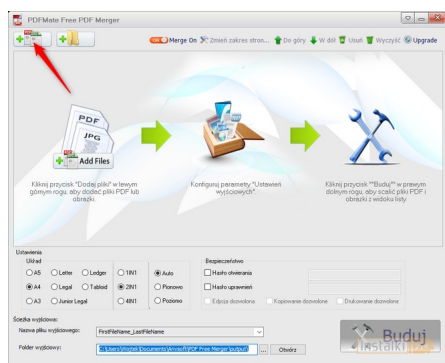 PDFMate Free PDF Merger
Merge On Zmień zakres stron... Do góry W dół Usuń Wyczyść Upgrade
PDF
JPG
Add Files
Kliknij przycisk "Dodaj pliki" w lewym górnym rogu, aby dodać pliki PDF lub obrazki.
Konfiguruj parametry "Ustawień wyjściowych".
Kliknij przycisk "Buduj" w prawym dolnym rogu, aby scalić pliki PDF i obrazki z widoku listy
Ustawienia
Układ
A5 Letter Ledger 1IN1 Auto
A4 Legal Tabloid 2IN1 Pionowo
A3 Junior Legal 4IN1 Poziomo
Bezpieczeństwo
Hasło otwierania
Hasło uprawnień
Edycja dozwolona Kopiowanie dozwolone Drukowanie dozwolone
Ścieżka wyjściowa:
Nazwa pliku wyjściowego: FirstFileName_LastFileName
Folder wyjściowy: ... Otwórz
Buduj
instalki